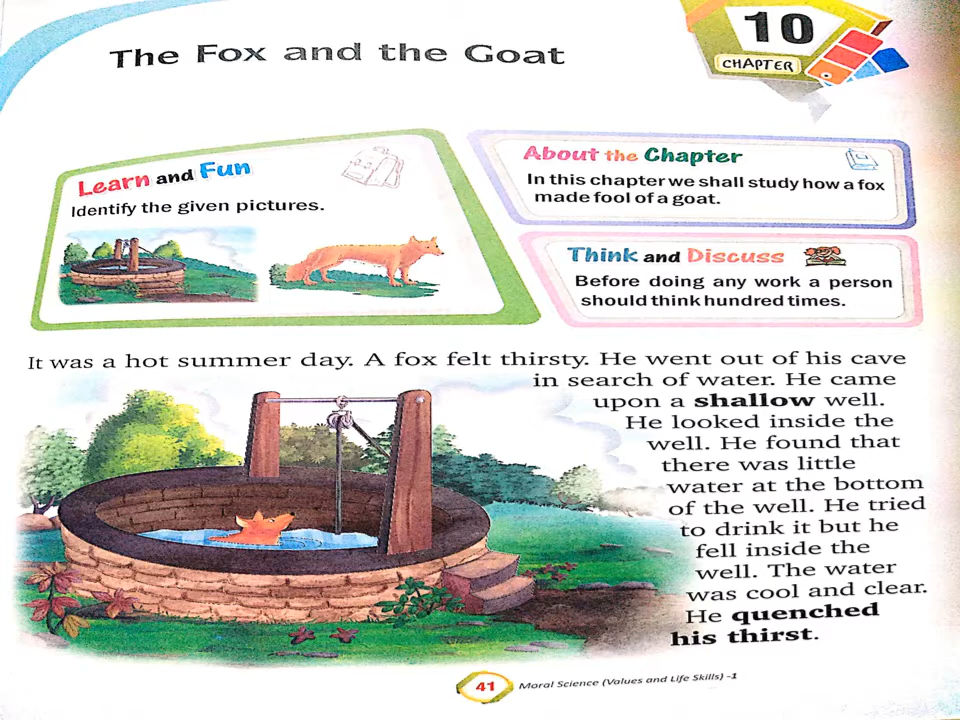 The Fox and the Goat
10
CHAPTER
Learn and Fun
Identify the given pictures.
About the Chapter
In this chapter we shall study how a fox
made fool of a goat.
Think and Discuss
Before doing any work a person
should think hundred times.
It was a hot summer day. A fox felt thirsty. He went out of his cave
in search of water. He came
upon a shallow well.
He looked inside the
well. He found that
there was little
water at the bottom
of the well. He tried
to drink it but he
fell inside the
well. The water
was cool and clear.
He quenched
his thirst.
41 Moral Science (Values and Life Skills) -1